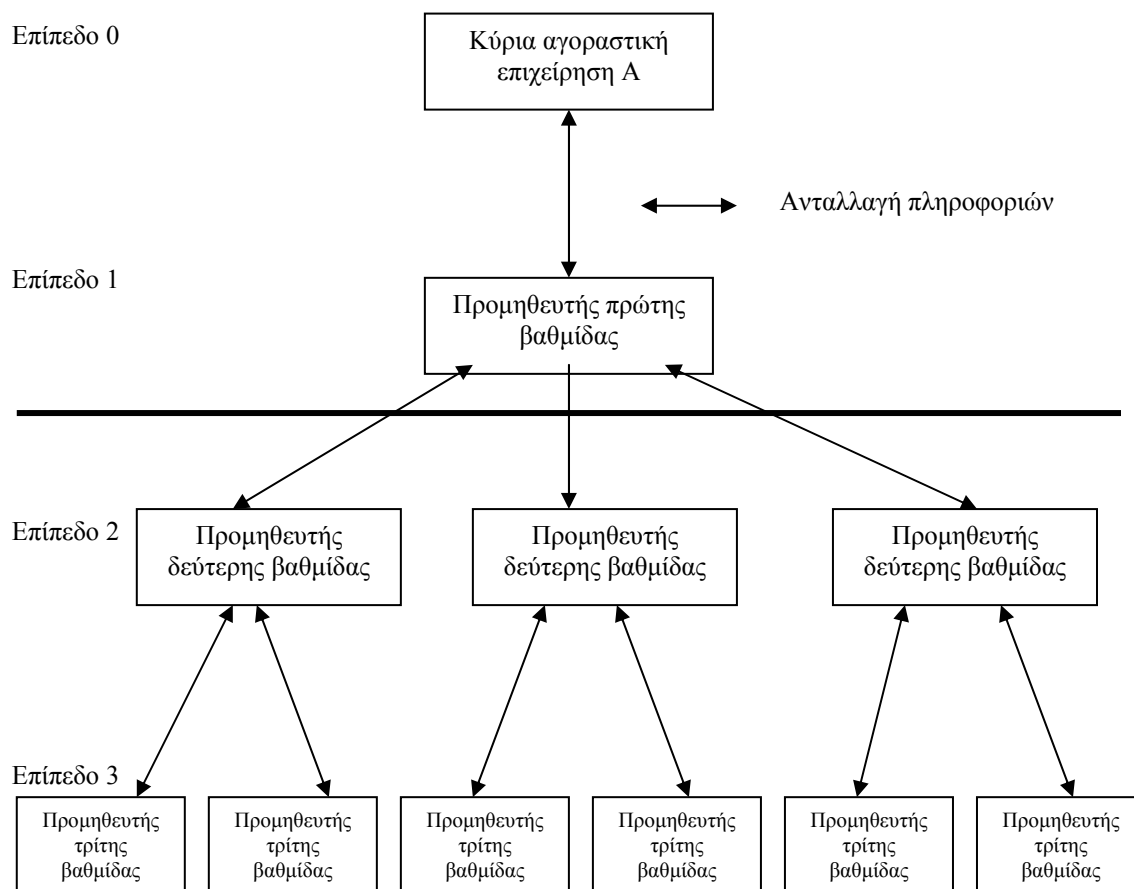 Επίπεδο 0
Κύρια αγοραστική
επιχείρηση Α
Ανταλλαγή πληροφοριών
Επίπεδο 1
Προμηθευτής πρώτης
βαθμίδας
Επίπεδο 2
Προμηθευτής
δεύτερης βαθμίδας
Προμηθευτής
δεύτερης βαθμίδας
Προμηθευτής
δεύτερης βαθμίδας
Επίπεδο 3
Προμηθευτής
τρίτης
βαθμίδας
Προμηθευτής
τρίτης
βαθμίδας
Προμηθευτής
τρίτης
βαθμίδας
Προμηθευτής
τρίτης
βαθμίδας
Προμηθευτής
τρίτης
βαθμίδας
Προμηθευτής
τρίτης
βαθμίδας